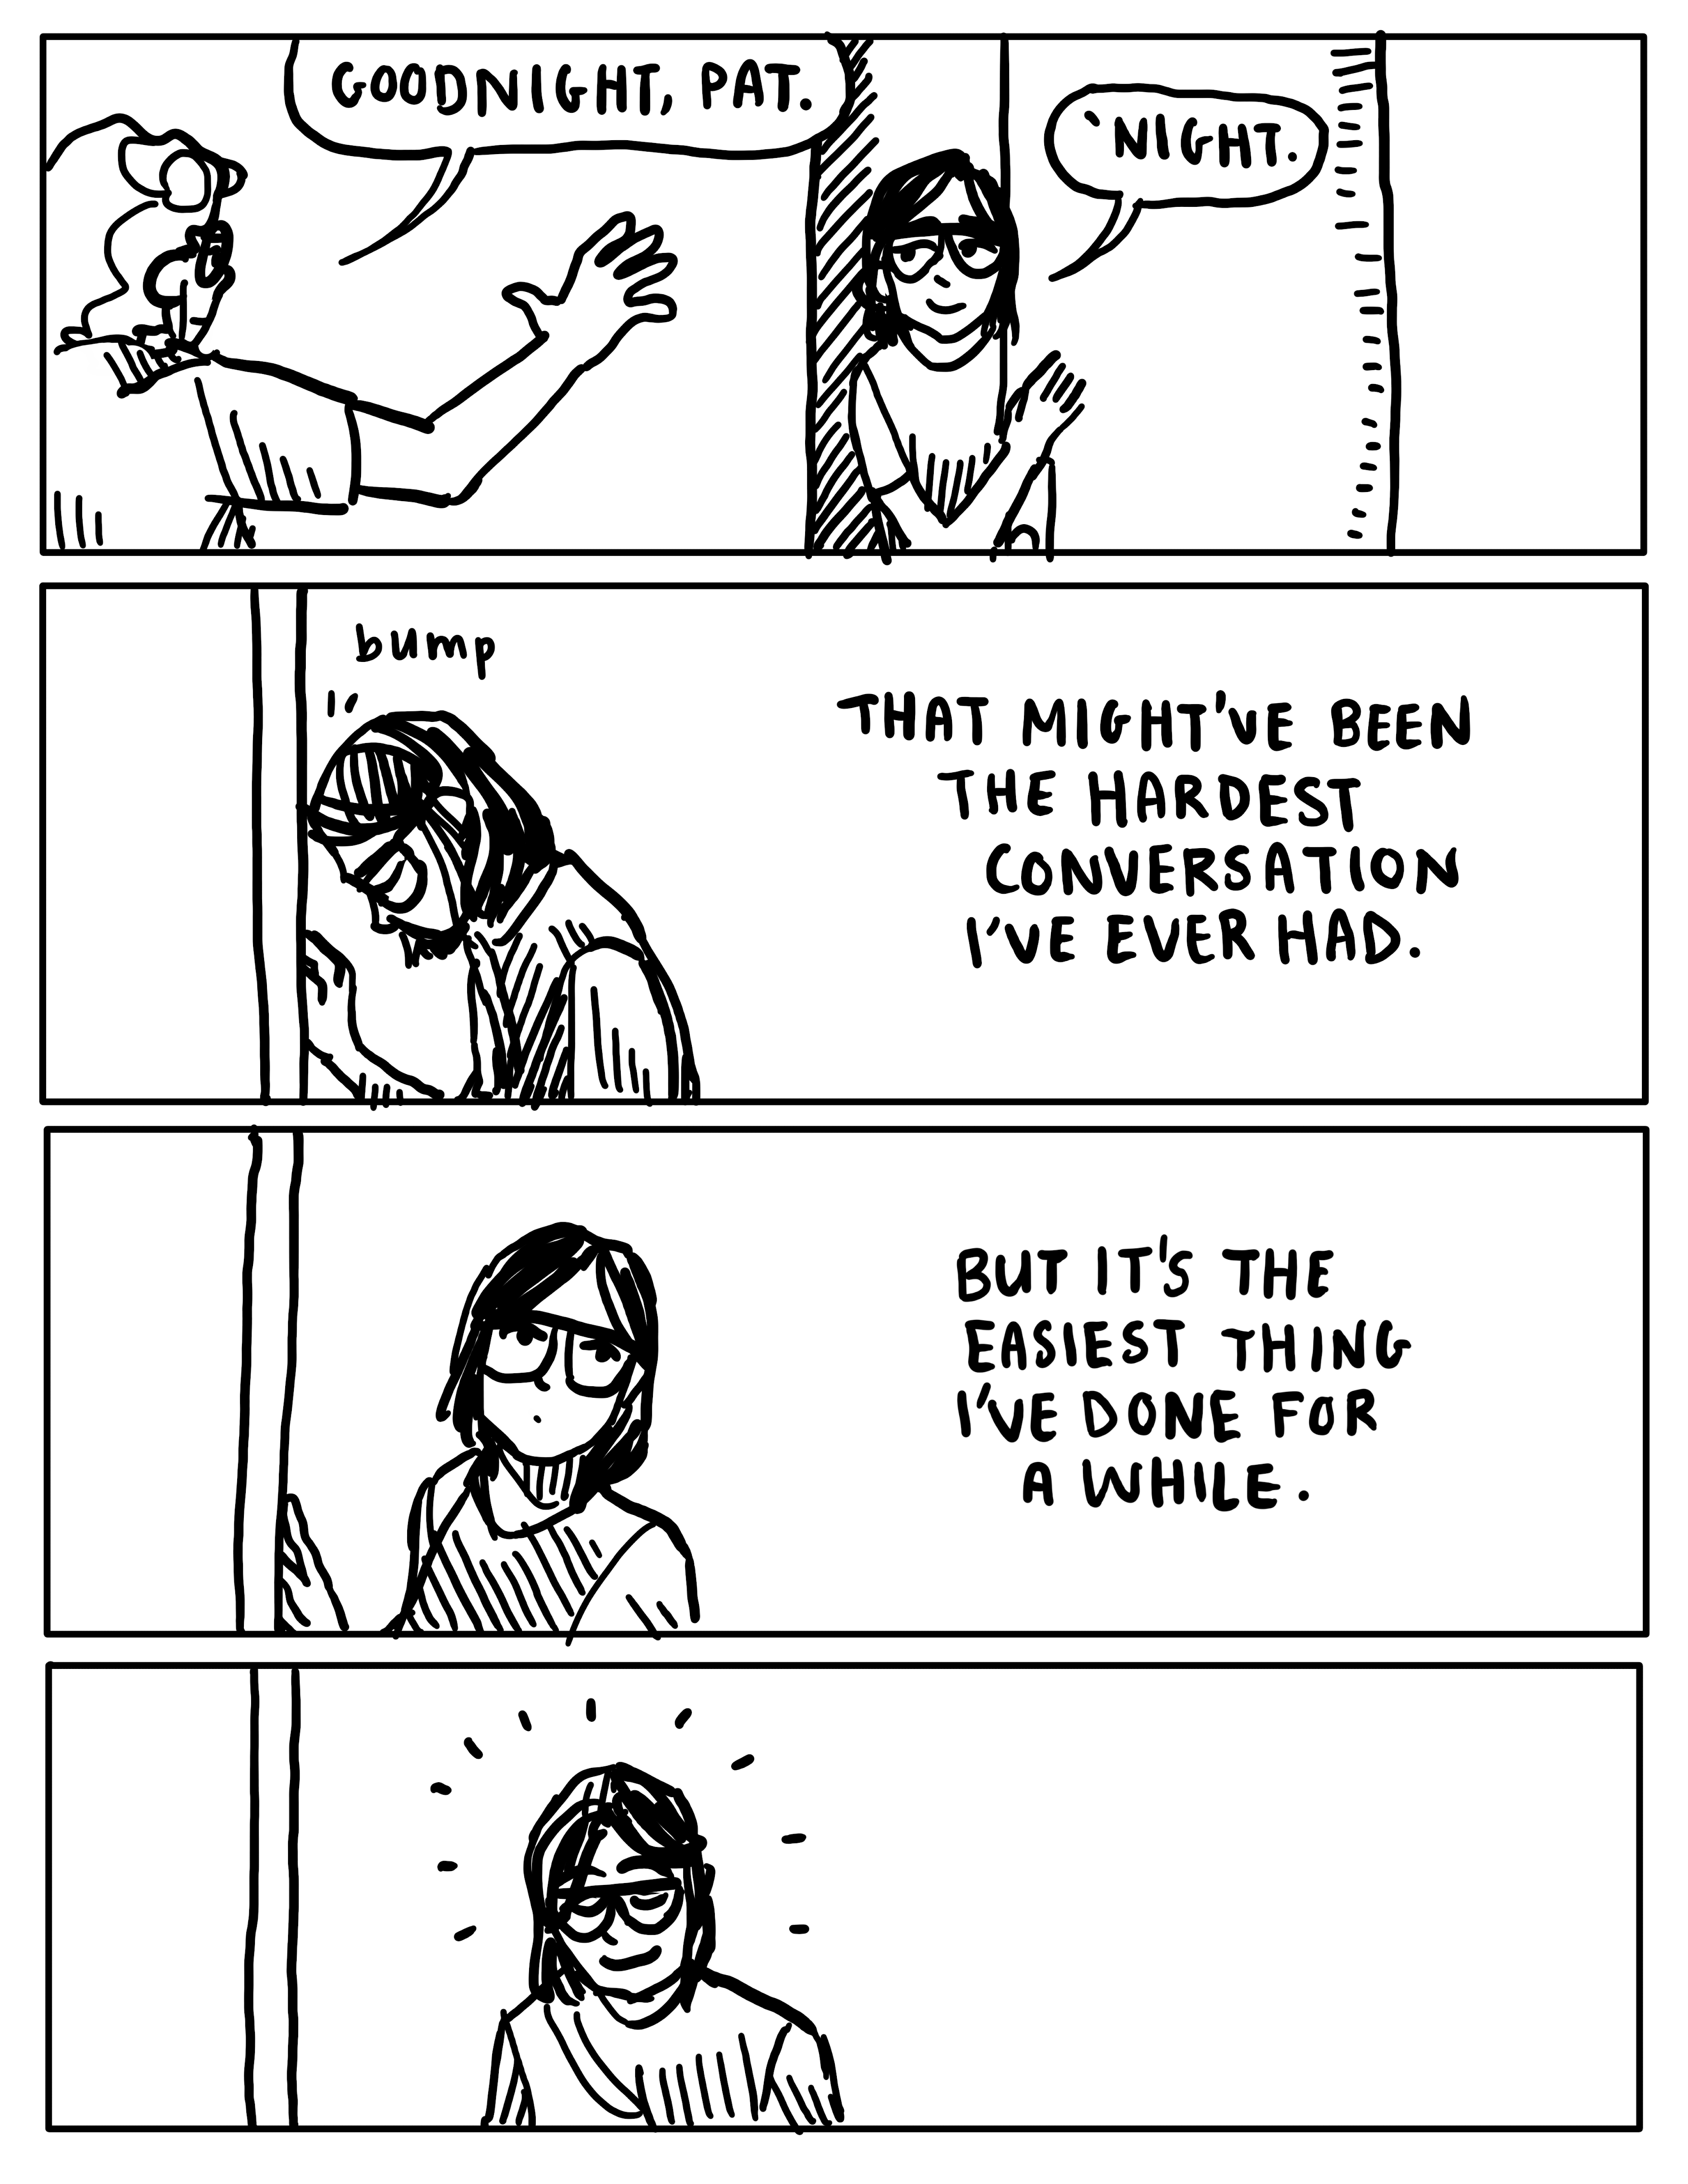 GOODNIGHT, PAT.
'NIGHT.
bump
THAT MIGHT'VE BEEN
THE HARDEST
CONVERSATION
I'VE EVER HAD.
BUT IT'S THE
EASIEST THING
I'VE DONE FOR
A WHILE.